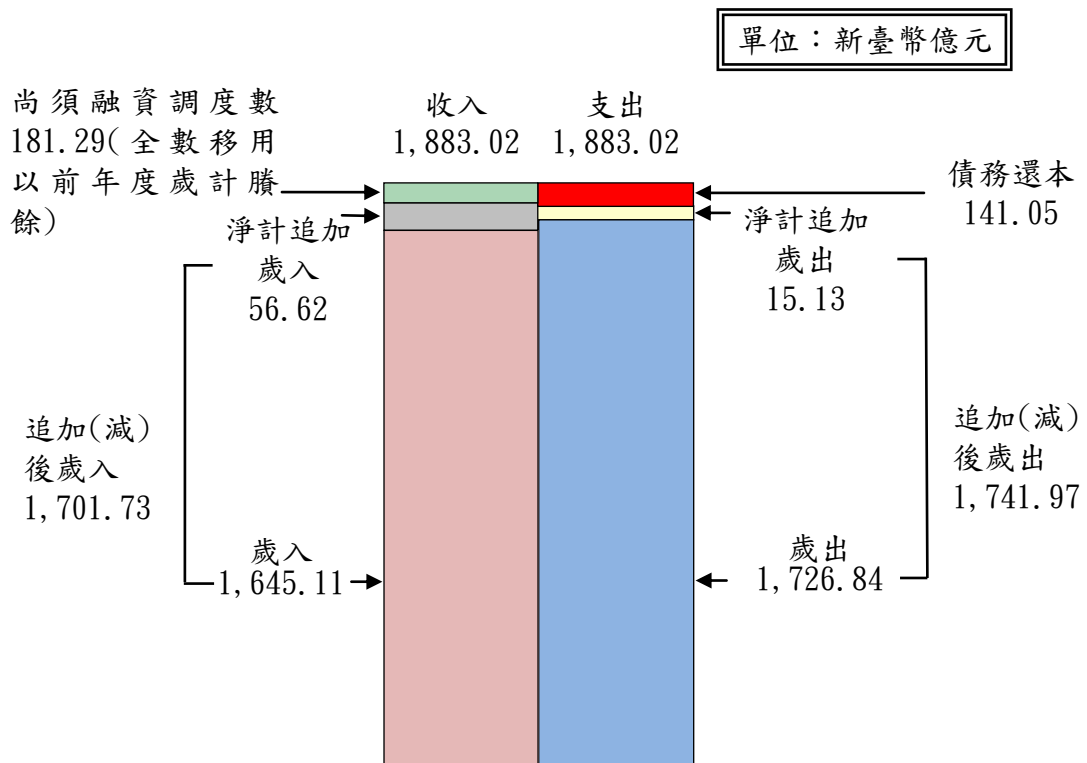 單位：新臺幣億元
尚須融資調度數
181.29(全數移用
以前年度歲計賸
餘)
收入
1,883.02
支出
1,883.02
債務還本
141.05
淨計追加
歲入
56.62
淨計追加
歲出
15.13
追加(減)
後歲入
1,701.73
追加(減)
後歲出
1,741.97
歲入
1,645.11
歲出
1,726.84